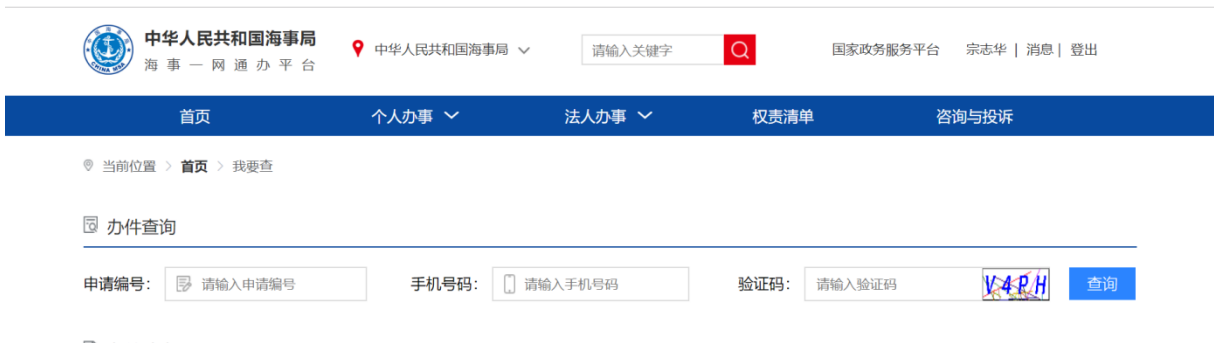 中华人民共和国海事局
海事一网通办平台
中华人民共和国海事局
请输入关键字
国家政务服务平台 宗志华 | 消息 | 登出
首页 个人办事 法人办事 权责清单 咨询与投诉
当前位置 > 首页 > 我要查
办件查询
申请编号： 请输入申请编号 手机号码： 请输入手机号码 验证码： 请输入验证码 V4PH 查询